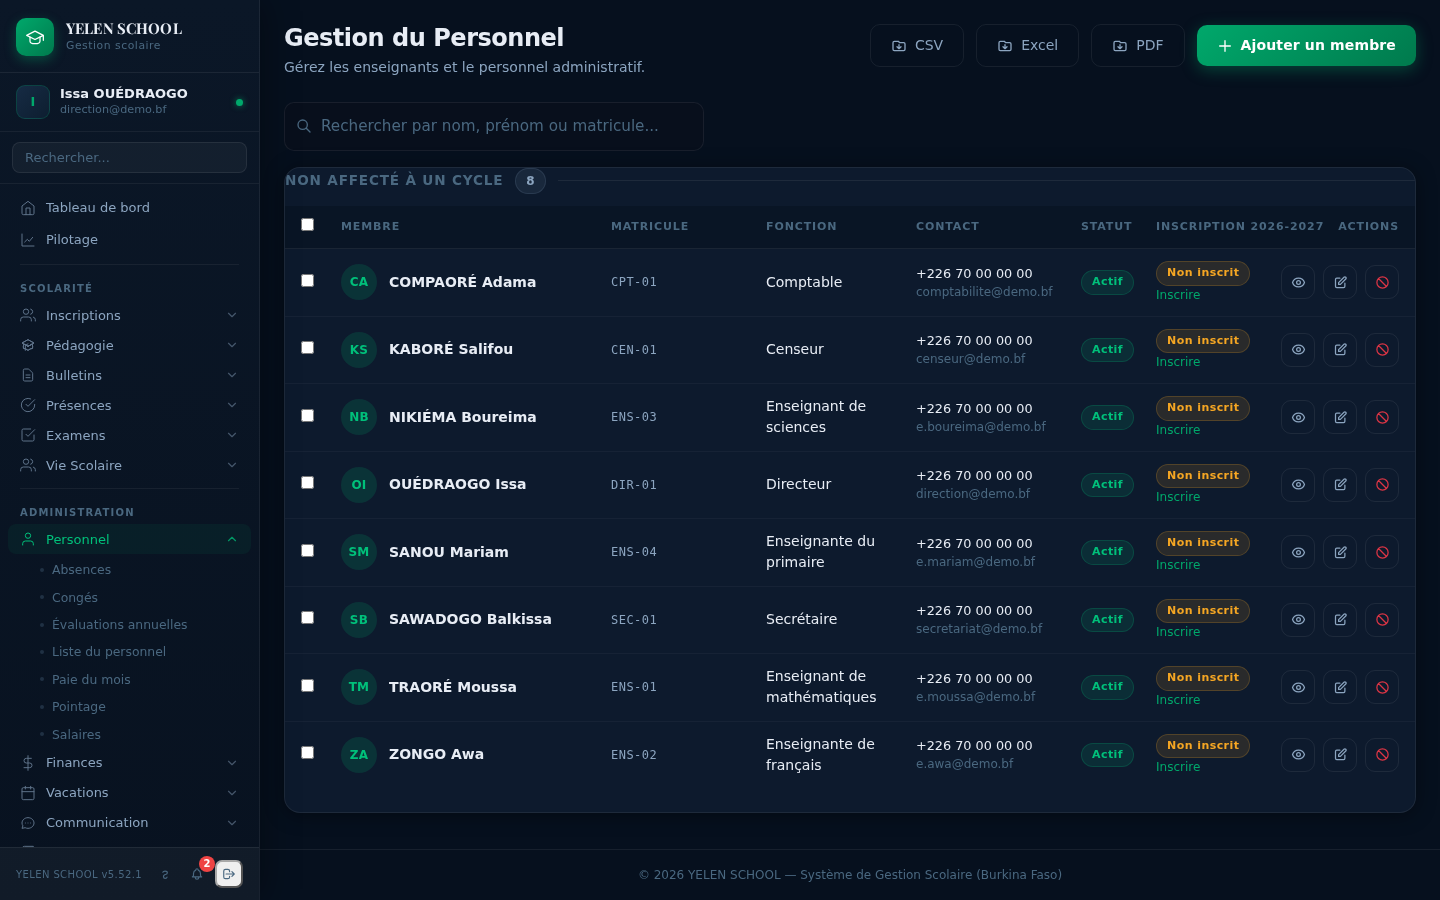 YELEN SCHOOL
Gestion scolaire
I
Issa OUÉDRAOGO
direction@demo.bf
Rechercher...
Tableau de bord
Pilotage
SCOLARITÉ
Inscriptions
Pédagogie
Bulletins
Présences
Examens
Vie Scolaire
ADMINISTRATION
Personnel
Absences
Congés
Évaluations annuelles
Liste du personnel
Paie du mois
Pointage
Salaires
Finances
Vacations
Communication
YELEN SCHOOL v5.52.1
2
Gestion du Personnel
Gérez les enseignants et le personnel administratif.
CSV
Excel
PDF
Ajouter un membre
Rechercher par nom, prénom ou matricule...
NON AFFECTÉ À UN CYCLE 8
MEMBRE MATRICULE FONCTION CONTACT STATUT INSCRIPTION 2026-2027 ACTIONS
CA COMPAORÉ Adama CPT-01 Comptable +226 70 00 00 00 Actif Non inscrit
comptabilite@demo.bf Inscrire
KS KABORÉ Salifou CEN-01 Censeur +226 70 00 00 00 Actif Non inscrit
censeur@demo.bf Inscrire
NB NIKIÉMA Boureima ENS-03 Enseignant de +226 70 00 00 00 Actif Non inscrit
sciences e.boureima@demo.bf Inscrire
OI OUÉDRAOGO Issa DIR-01 Directeur +226 70 00 00 00 Actif Non inscrit
direction@demo.bf Inscrire
SM SANOU Mariam ENS-04 Enseignante du +226 70 00 00 00 Actif Non inscrit
primaire e.mariam@demo.bf Inscrire
SB SAWADOGO Balkissa SEC-01 Secrétaire +226 70 00 00 00 Actif Non inscrit
secretariat@demo.bf Inscrire
TM TRAORÉ Moussa ENS-01 Enseignant de +226 70 00 00 00 Actif Non inscrit
mathématiques e.moussa@demo.bf Inscrire
ZA ZONGO Awa ENS-02 Enseignante de +226 70 00 00 00 Actif Non inscrit
français e.awa@demo.bf Inscrire
© 2026 YELEN SCHOOL — Système de Gestion Scolaire (Burkina Faso)